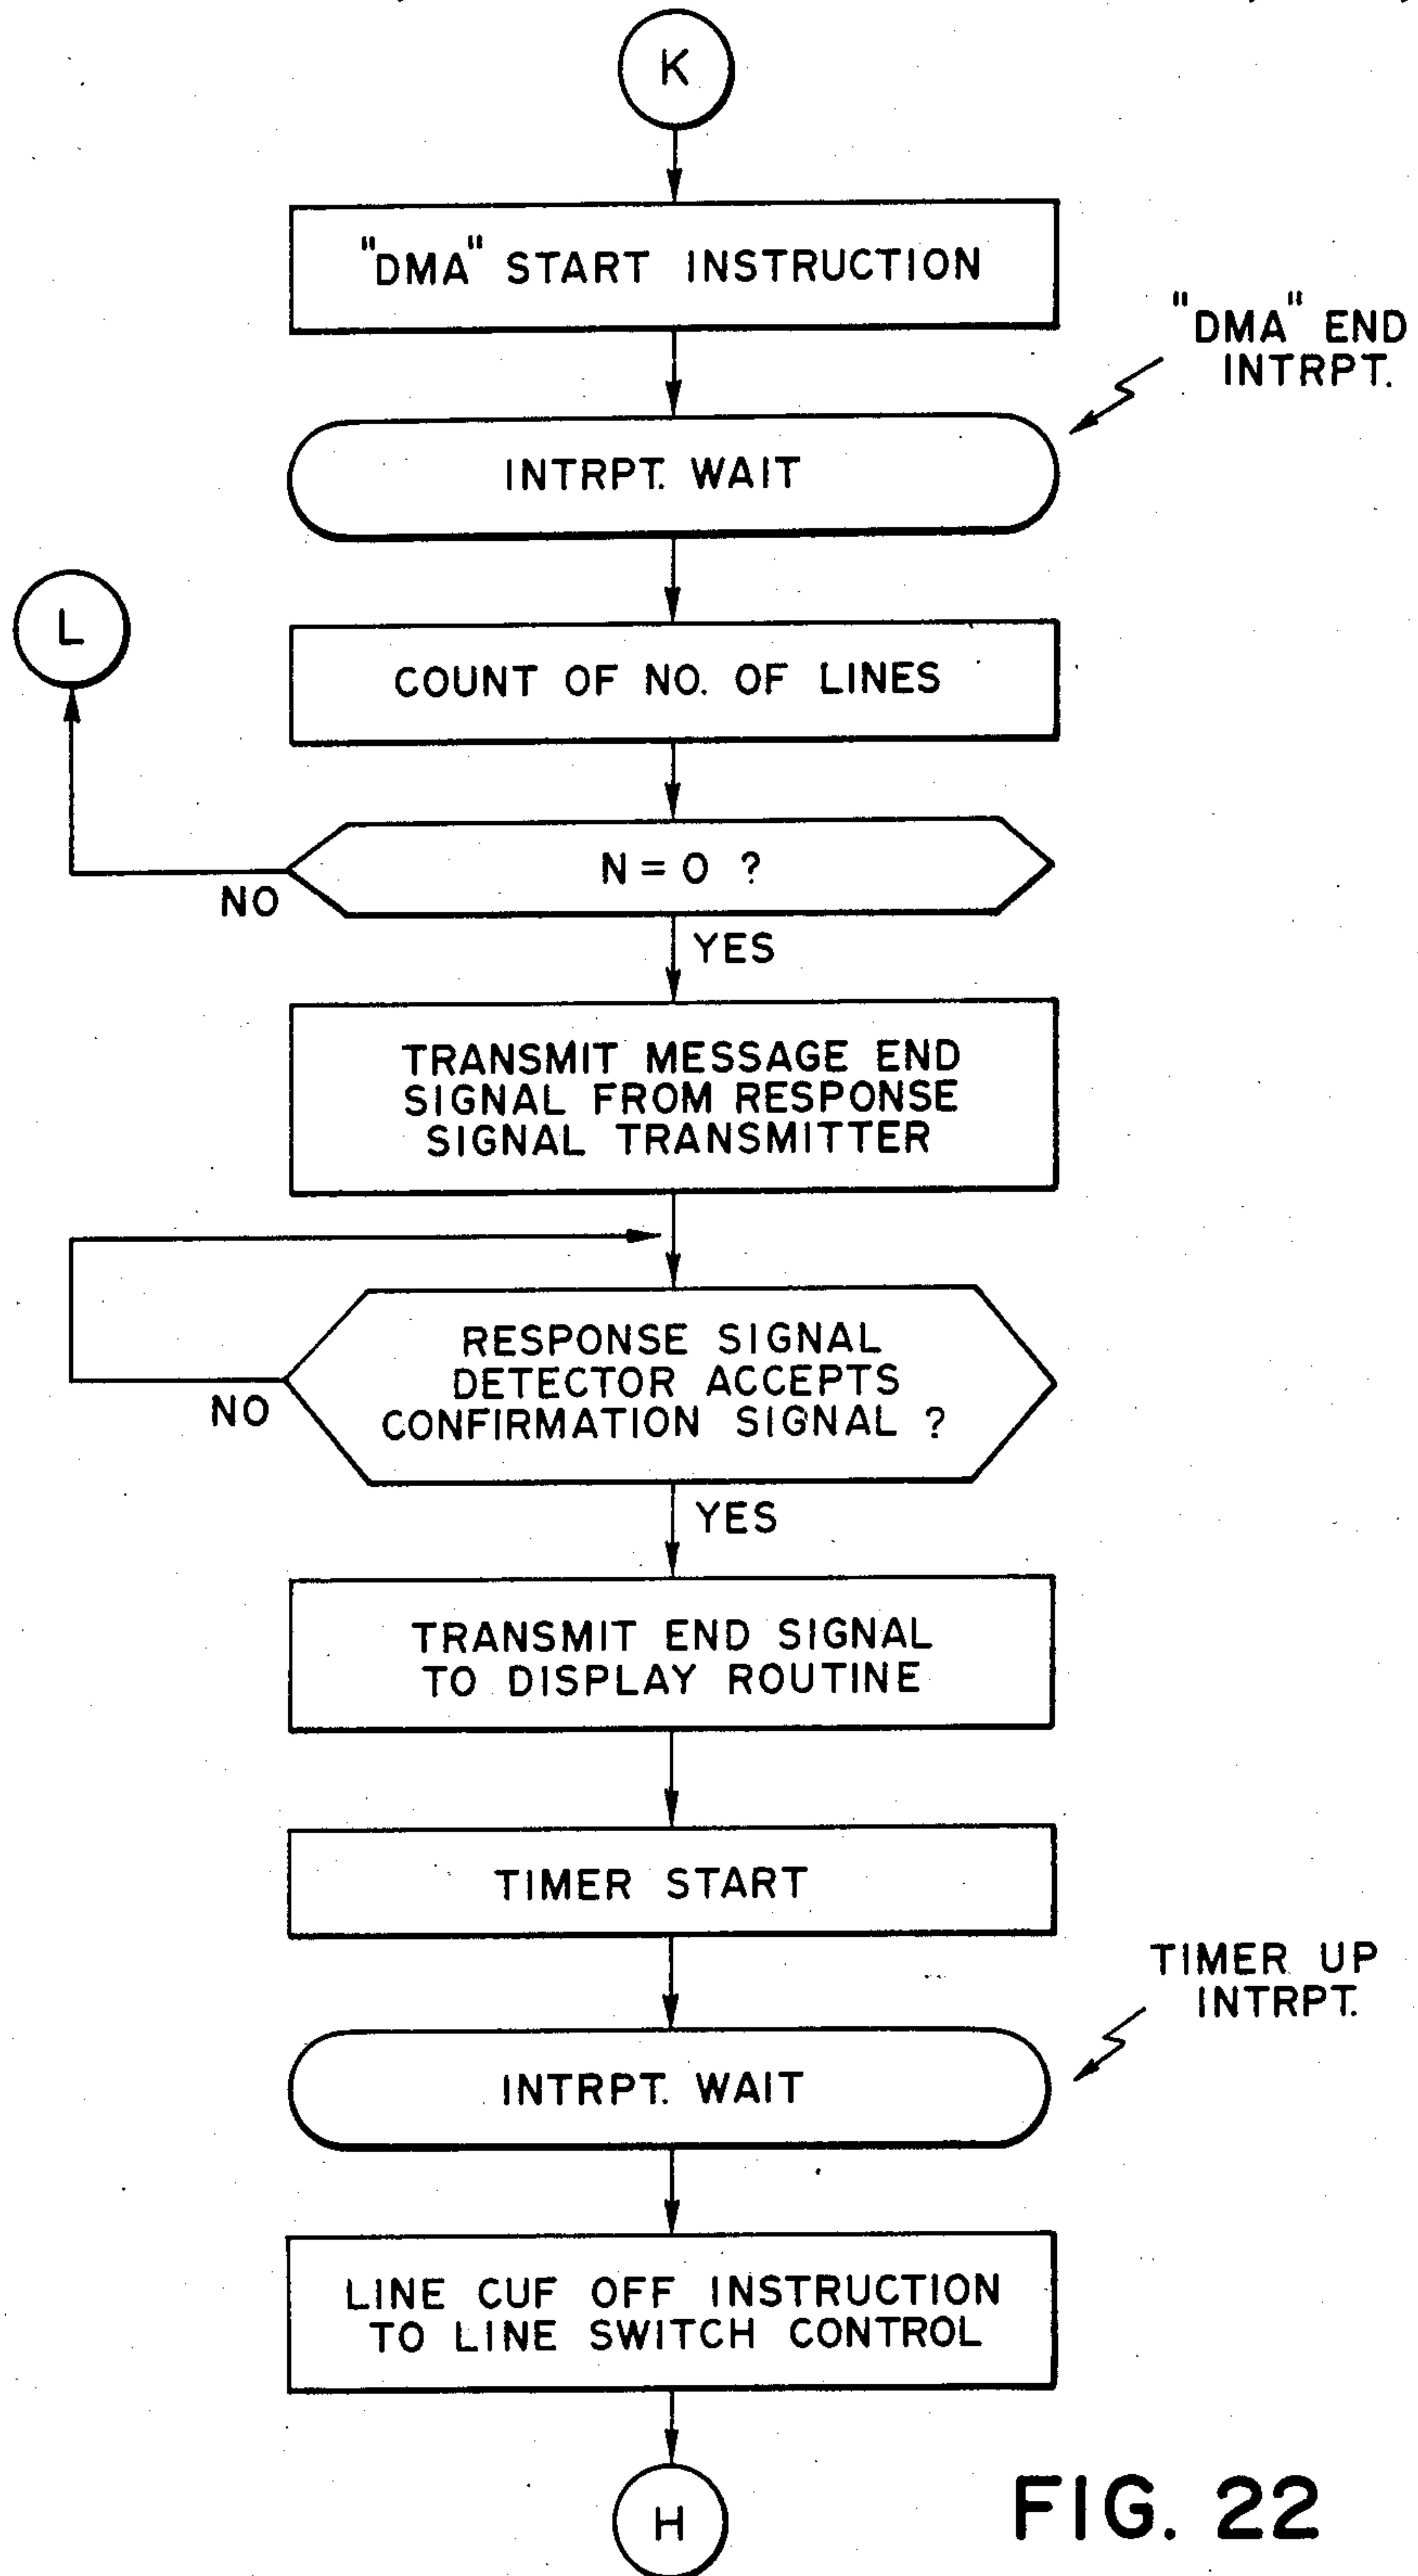 K
"DMA" START INSTRUCTION
"DMA" END
INTRPT.
INTRPT. WAIT
L
COUNT OF NO. OF LINES
N = 0 ?
NO
YES
TRANSMIT MESSAGE END
SIGNAL FROM RESPONSE
SIGNAL TRANSMITTER
RESPONSE SIGNAL
DETECTOR ACCEPTS
CONFIRMATION SIGNAL ?
NO
YES
TRANSMIT END SIGNAL
TO DISPLAY ROUTINE
TIMER START
TIMER UP
INTRPT.
INTRPT. WAIT
LINE CUF OFF INSTRUCTION
TO LINE SWITCH CONTROL
H
FIG. 22